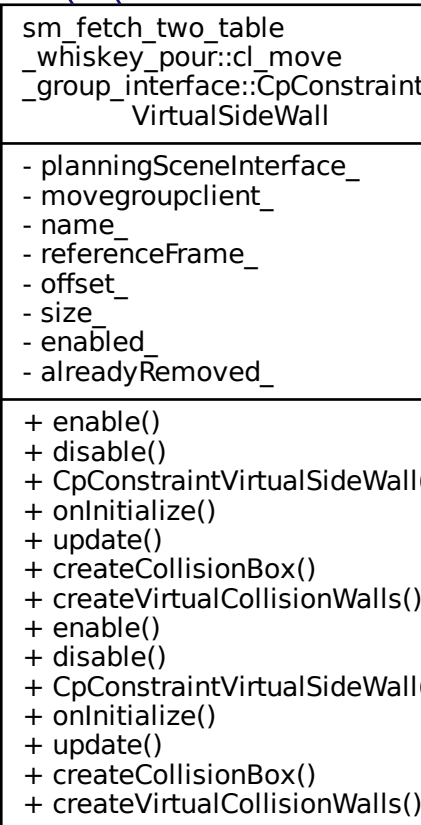 sm_fetch_two_table
_whiskey_pour::cl_move
_group_interface::CpConstraint
VirtualSideWall
- planningSceneInterface_
- movegroupclient_
- name_
- referenceFrame_
- offset_
- size_
- enabled_
- alreadyRemoved_
+ enable()
+ disable()
+ CpConstraintVirtualSideWall(
+ onInitialize()
+ update()
+ createCollisionBox()
+ createVirtualCollisionWalls()
+ enable()
+ disable()
+ CpConstraintVirtualSideWall(
+ onInitialize()
+ update()
+ createCollisionBox()
+ createVirtualCollisionWalls()